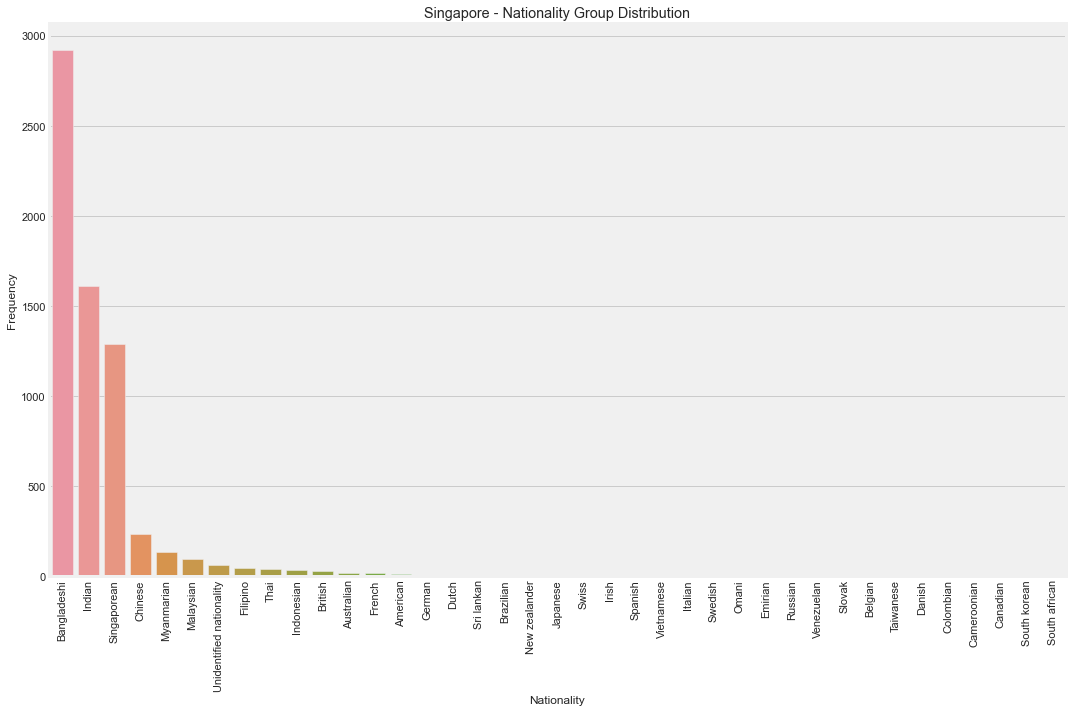 Singapore - Nationality Group Distribution
3000
2500
2000
1500
1000
500
0
Frequency
Bangladeshi
Indian
Singaporean
Chinese
Myanmarian
Malaysian
Unidentified nationality
Filipino
Thai
Indonesian
British
Australian
French
American
German
Dutch
Sri lankan
Brazilian
New zealander
Japanese
Swiss
Irish
Spanish
Vietnamese
Italian
Swedish
Omani
Emirian
Russian
Venezuelan
Slovak
Belgian
Taiwanese
Danish
Colombian
Cameroonian
Canadian
South korean
South african
Nationality